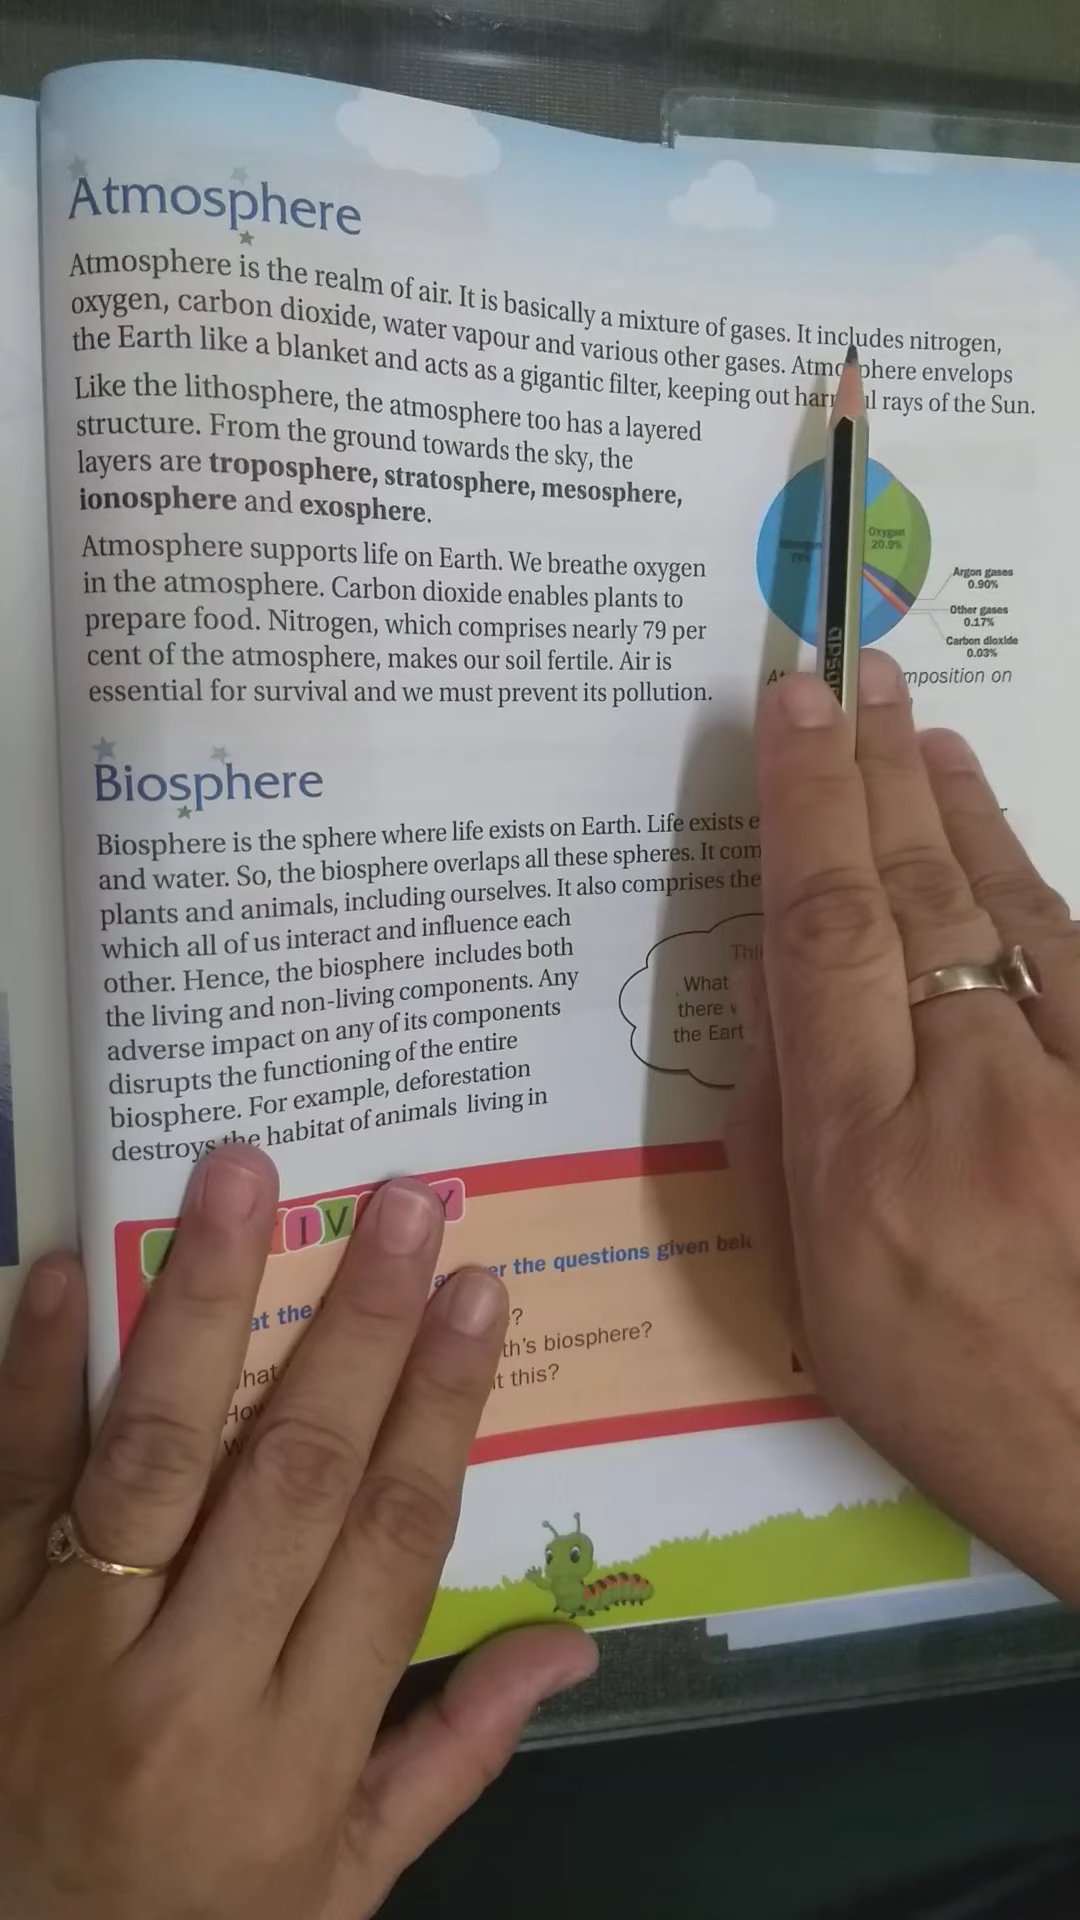 Atmosphere
Atmosphere is the realm of air. It is basically a mixture of gases. It includes nitrogen,
oxygen, carbon dioxide, water vapour and various other gases. Atmosphere envelops
the Earth like a blanket and acts as a gigantic filter, keeping out rays of the Sun.
Like the lithosphere, the atmosphere too has a layered
structure. From the ground towards the sky, the
layers are troposphere, stratosphere, mesosphere,
ionosphere and exosphere.
Atmosphere supports life on Earth. We breathe oxygen
in the atmosphere. Carbon dioxide enables plants to
prepare food. Nitrogen, which comprises nearly 79 per
cent of the atmosphere, makes our soil fertile. Air is
essential for survival and we must prevent its pollution.
Oxygen
20.9%
Argon gases
0.90%
Other gases
0.17%
Carbon dioxide
0.03%
mposition on
apsar
Biosphere
Biosphere is the sphere where life exists on Earth. Life exists
and water. So, the biosphere overlaps all these spheres. It
plants and animals, including ourselves. It also comprises the
which all of us interact and influence each
other. Hence, the biosphere includes both
the living and non-living components. Any
adverse impact on any of its components
disrupts the functioning of the entire
biosphere. For example, deforestation
destroys the habitat of animals living in
What
there
the
IV Y
at the the questions given
?
th's biosphere?
this?